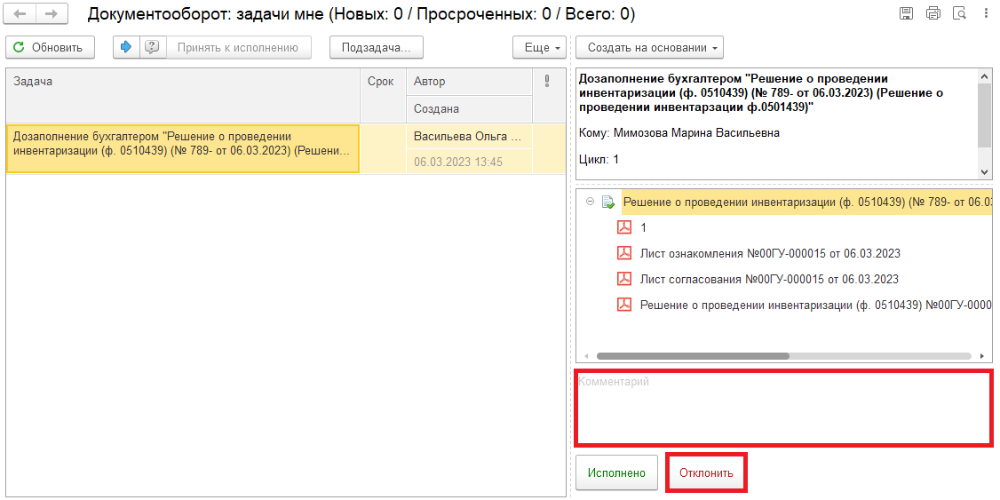 Документооборот: задачи мне (Новых: 0 / Просроченных: 0 / Всего: 0)
Обновить
Принять к исполнению
Подзадача...
Еще
Создать на основании
Задача
Срок
Автор
Создана
Дозаполнение бухгалтером "Решение о проведении
инвентаризации (ф. 0510439) (№ 789- от 06.03.2023) (Решени...
Васильева Ольга ...
06.03.2023 13:45
Дозаполнение бухгалтером "Решение о проведении
инвентаризации (ф. 0510439) (№ 789- от 06.03.2023) (Решение о
проведении инвентарзации ф.0501439)"
Кому: Мимозова Марина Васильевна
Цикл: 1
Решение о проведении инвентаризации (ф. 0510439) (№ 789- от 06.03
1
Лист ознакомления №00ГУ-000015 от 06.03.2023
Лист согласования №00ГУ-000015 от 06.03.2023
Решение о проведении инвентаризации (ф. 0510439) №00ГУ-0000
Комментарий
Исполнено
Отклонить